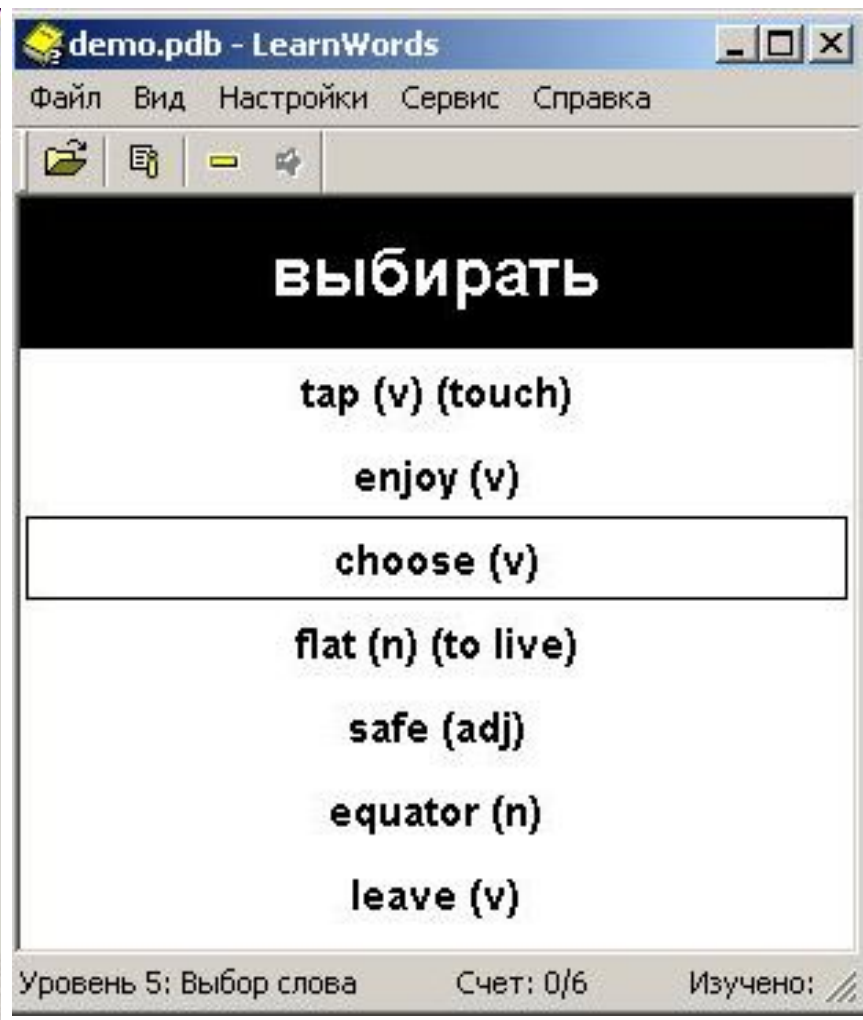 demo.pdb - LearnWords
Файл Вид Настройки Сервис Справка
выбирать
tap (v) (touch)
enjoy (v)
choose (v)
flat (n) (to live)
safe (adj)
equator (n)
leave (v)
Уровень 5: Выбор слова Счет: 0/6 Изучено: